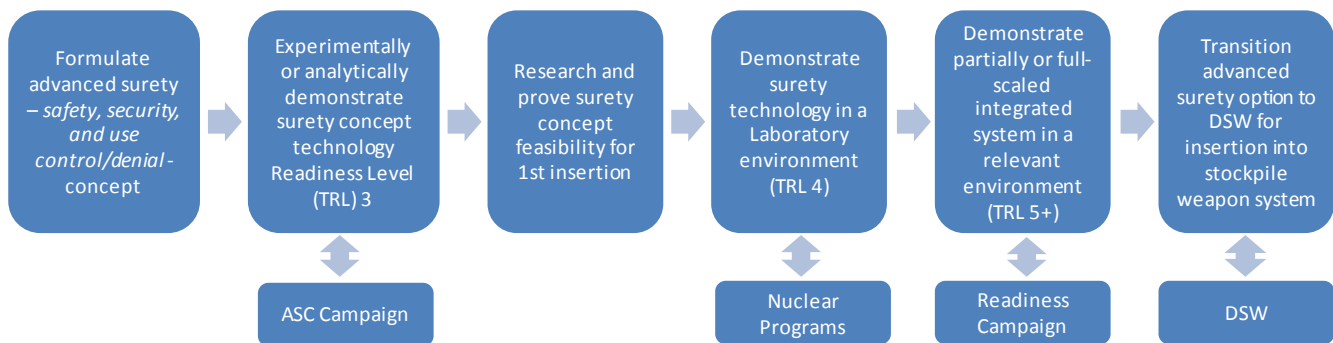 Formulate
advanced surety
– safety, security,
and use
control/denial -
concept
Experimentally
or analytically
demonstrate
surety concept
technology
Readiness Level
(TRL) 3
Research and
prove surety
concept
feasibility for
1st insertion
Demonstrate
surety
technology in a
Laboratory
environment
(TRL 4)
Demonstrate
partially or full-
scaled
integrated
system in a
relevant
environment
(TRL 5+)
Transition
advanced
surety option to
DSW for
insertion into
stockpile
weapon system
ASC Campaign
Nuclear
Programs
Readiness
Campaign
DSW